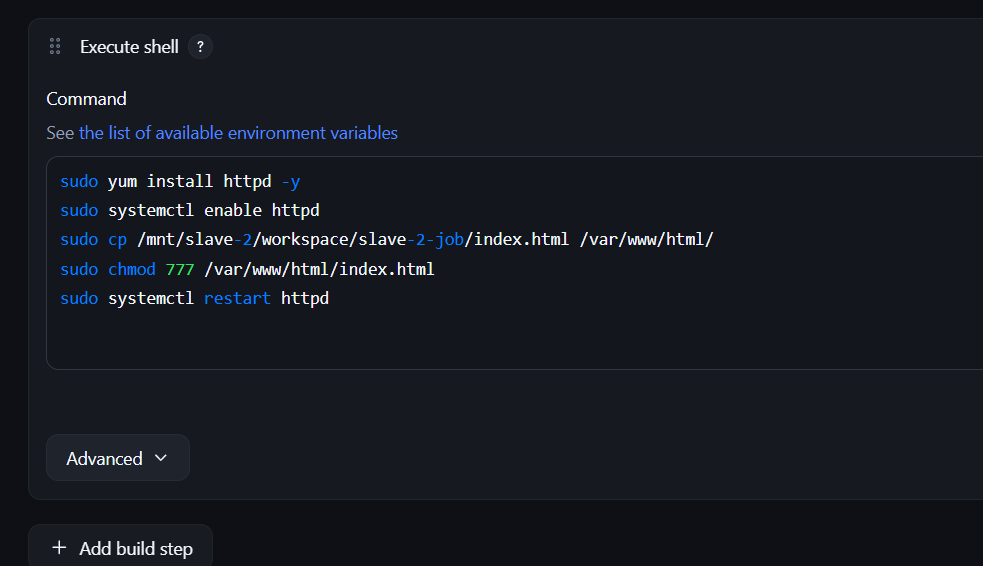 Execute shell ?
Command
See the list of available environment variables
sudo yum install httpd -y
sudo systemctl enable httpd
sudo cp /mnt/slave-2/workspace/slave-2-job/index.html /var/www/html/
sudo chmod 777 /var/www/html/index.html
sudo systemctl restart httpd
Advanced
+ Add build step